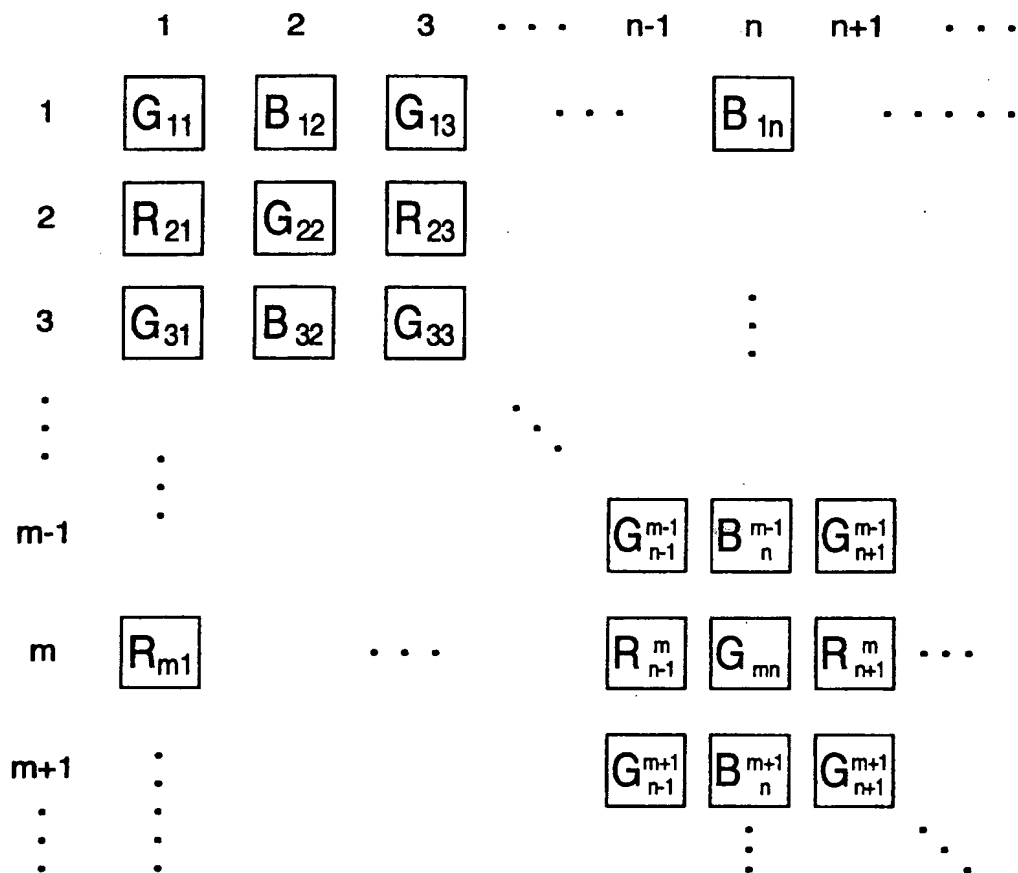 1 2 3 · · · n-1 n n+1 · · ·
1 G11 B12 G13 · · · B1n · · · · ·
2 R21 G22 R23
3 G31 B32 G33
m-1 G m-1 n-1 B m-1 n G m-1 n+1
m Rm1 · · · R m n-1 G mn R m n+1 · · ·
m+1 G m+1 n-1 B m+1 n G m+1 n+1